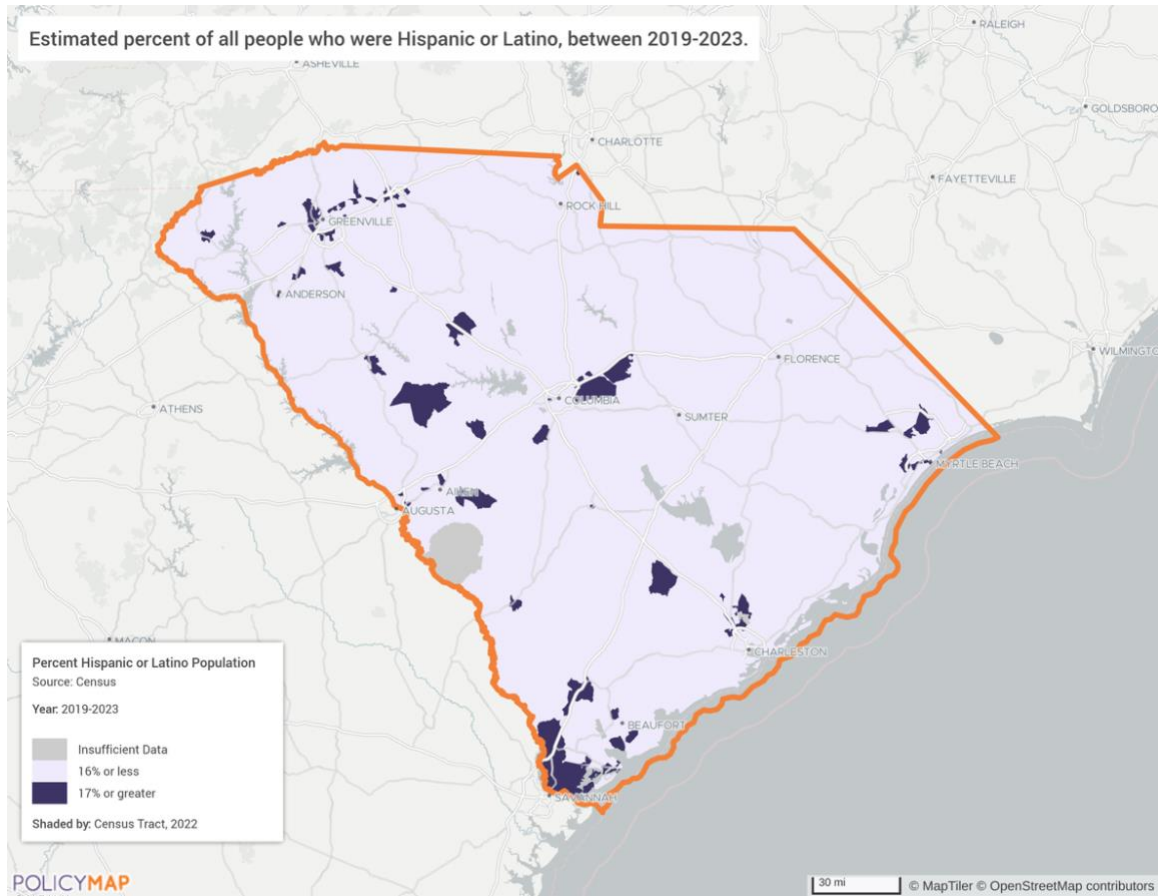 Estimated percent of all people who were Hispanic or Latino, between 2019-2023.
RALEIGH
ASHEVILLE
GOLDSBORO
CHARLOTTE
FAYETTEVILLE
ROCK HILL
GREENVILLE
ANDERSON
WILMINGTO
FLORENCE
ATHENS
COLUMBIA
SUMTER
MYRTLE BEACH
AIKEN
AUGUSTA
MACON
CHARLESTON
BEAUFORT
SAVANNAH
Percent Hispanic or Latino Population
Source: Census
Year: 2019-2023
Insufficient Data
16% or less
17% or greater
Shaded by: Census Tract, 2022
POLICYMAP
30 mi
© MapTiler © OpenStreetMap contributors